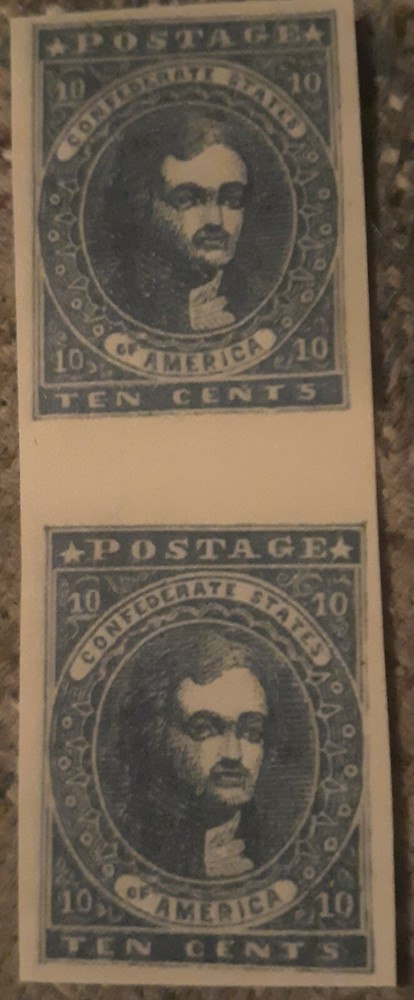 ★POSTAGE★
10 10
CONFEDERATE STATES
OF AMERICA
10 10
TEN CENTS
★POSTAGE★
10 10
CONFEDERATE STATES
OF AMERICA
10 10
TEN CENTS